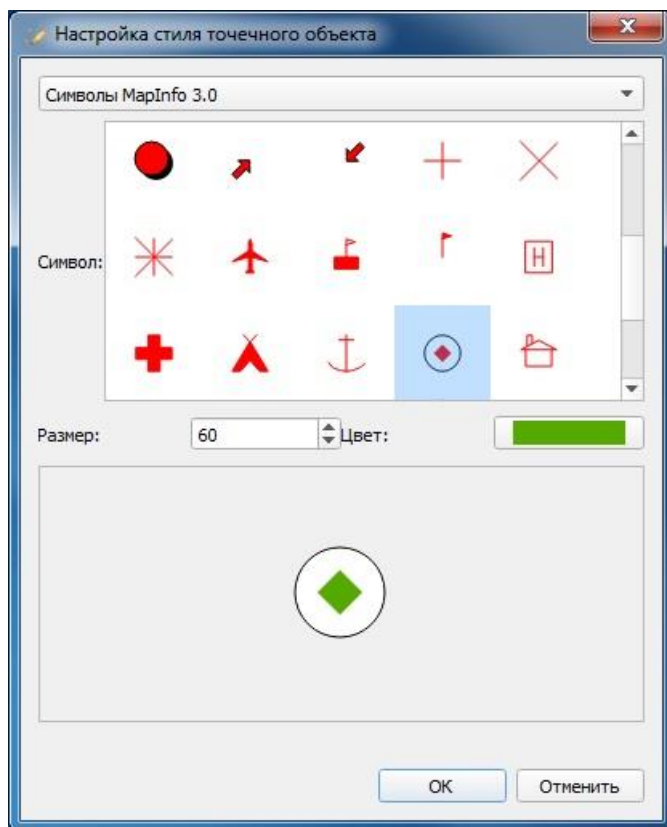 Настройка стиля точечного объекта
Символы MapInfo 3.0
Символ:
H
Размер:
60
Цвет:
OK
Отменить